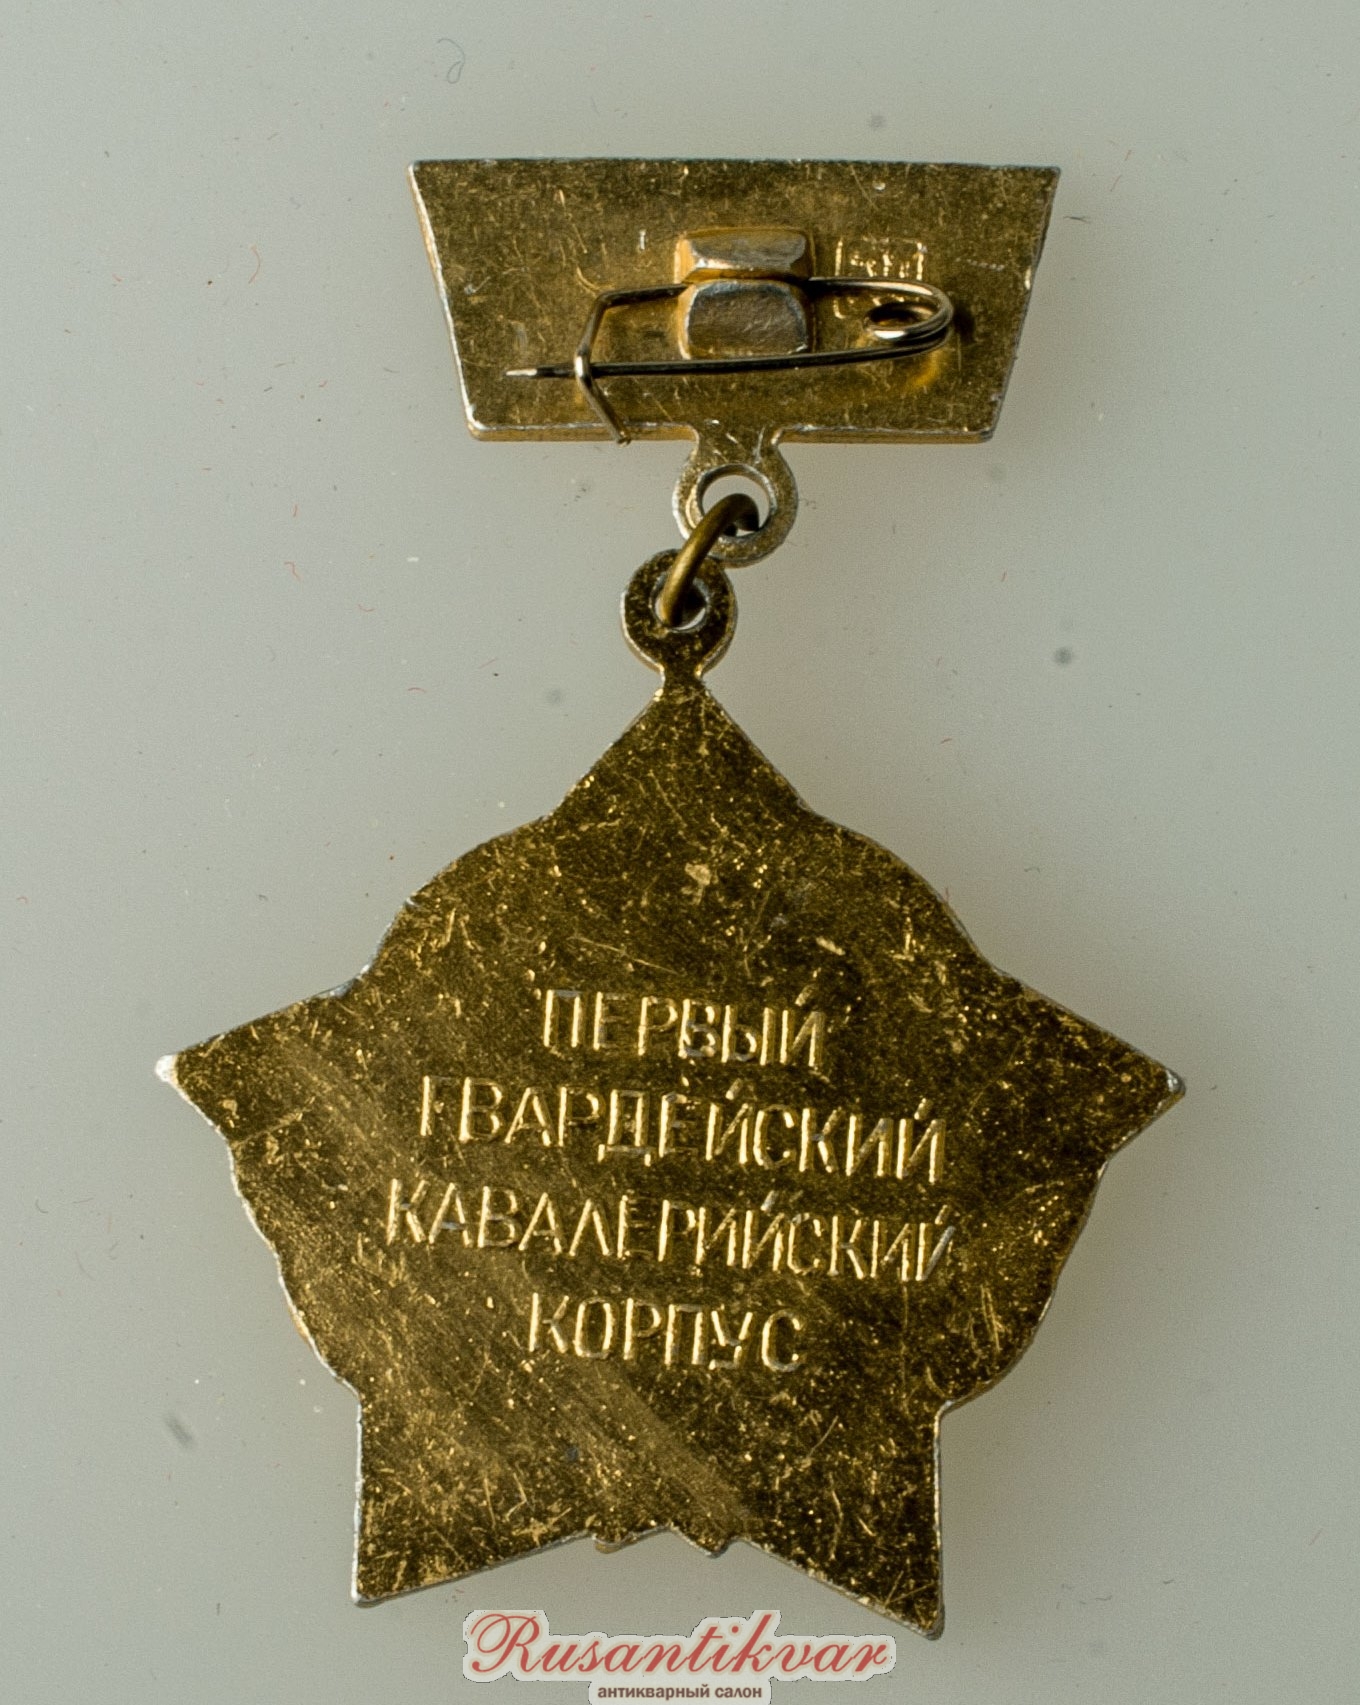 ПЕРВЫЙ
ГВАРДЕЙСКИЙ
КАВАЛЕРИЙСКИЙ
КОРПУС
Rusantikvar
антикварный салон